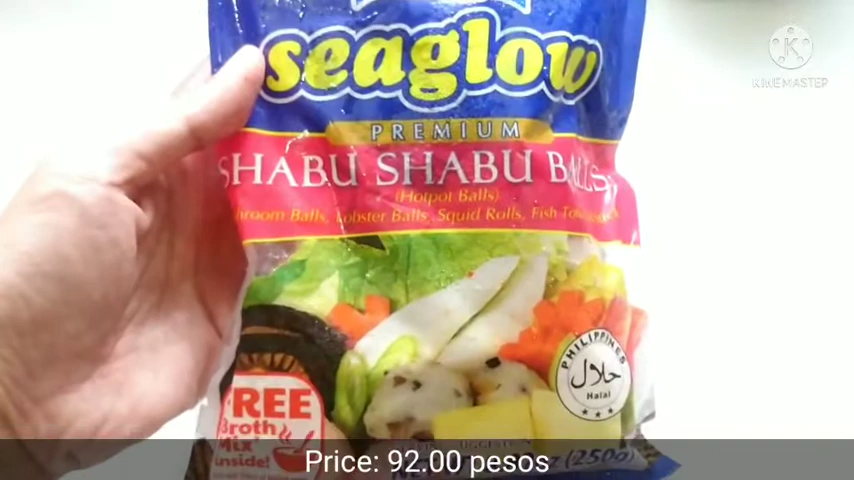 seaglow
KINEMASTER
PREMIUM
SHABU SHABU BALLS
(Hotpot Balls)
Balls, Lobster Balls, Squid Rolls, Fish
PHILIPPINES
حلال
Halal
FREE
Broth
Mix
inside!
Price: 92.00 pesos
(250g)